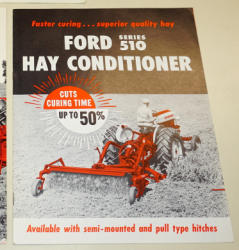 Faster curing... superior quality hay
FORD SERIES 510
HAY CONDITIONER
CUTS
CURING TIME
UP TO 50%
Available with semi-mounted and pull type hitches